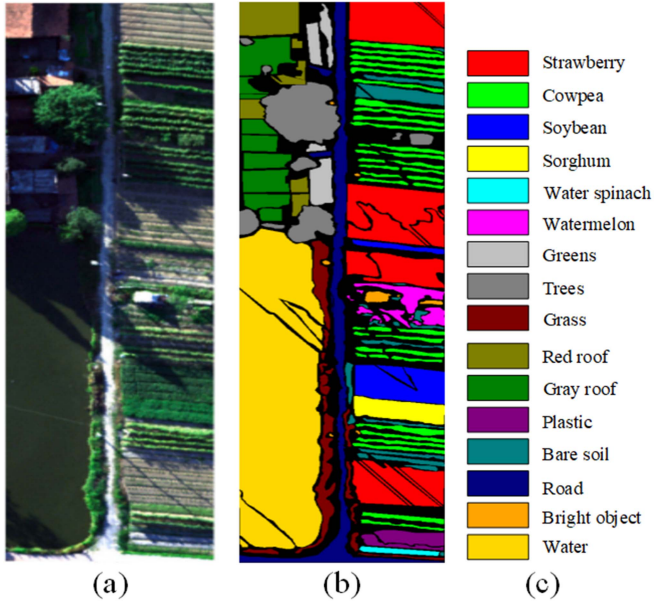 Strawberry
Cowpea
Soybean
Sorghum
Water spinach
Watermelon
Greens
Trees
Grass
Red roof
Gray roof
Plastic
Bare soil
Road
Bright object
Water
(a)
(b)
(c)